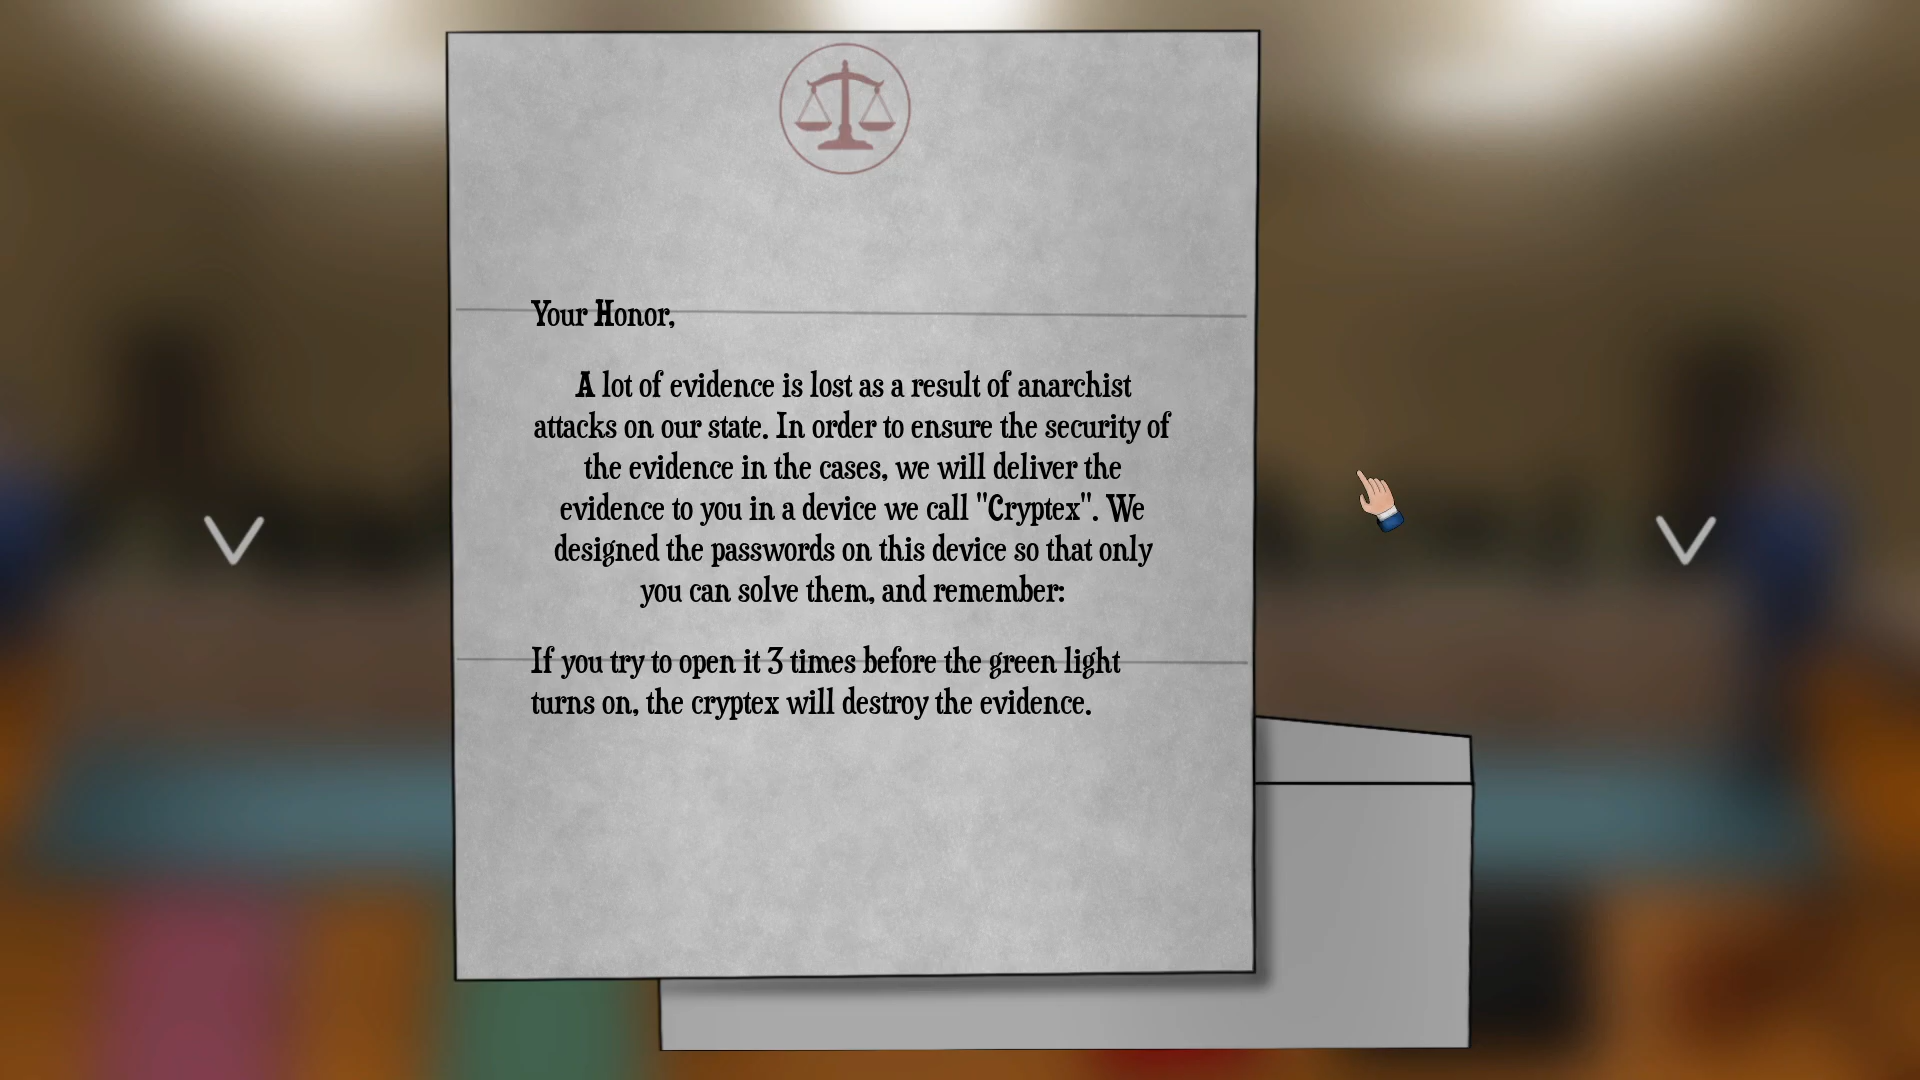 Your Honor,
A lot of evidence is lost as a result of anarchist
attacks on our state. In order to ensure the security of
the evidence in the cases, we will deliver the
evidence to you in a device we call "Cryptex". We
designed the passwords on this device so that only
you can solve them, and remember:
If you try to open it 3 times before the green light
turns on, the cryptex will destroy the evidence.